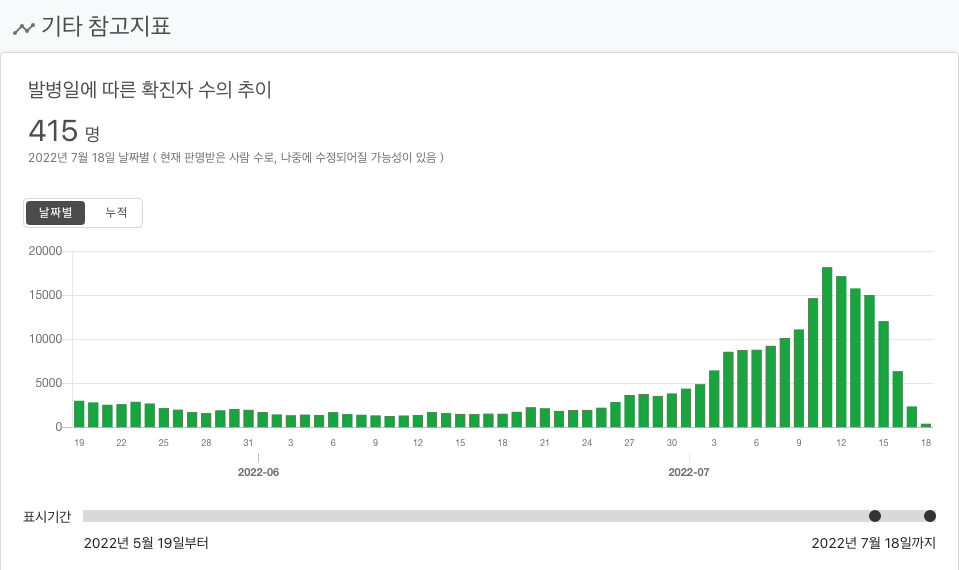 기타 참고지표
발병일에 따른 확진자 수의 추이
415 명
2022년 7월 18일 날짜별 ( 현재 판명받은 사람 수로, 나중에 수정되어질 가능성이 있음 )
날짜별 누적
20000
15000
10000
5000
0
19 22 25 28 31 3 6 9 12 15 18 21 24 27 30 3 6 9 12 15 18
2022-06 2022-07
표시기간
2022년 5월 19일부터 2022년 7월 18일까지